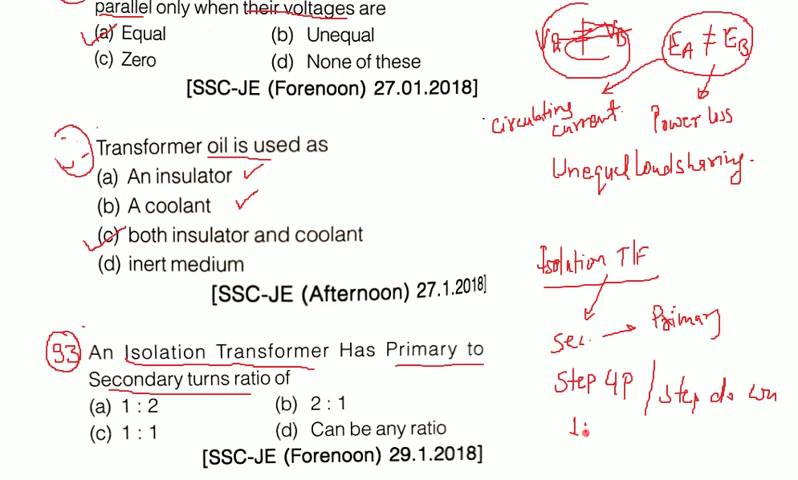 parallel only when their voltages are
(a) Equal (b) Unequal
(c) Zero (d) None of these
[SSC-JE (Forenoon) 27.01.2018]
Transformer oil is used as
(a) An insulator
(b) A coolant
(c) both insulator and coolant
(d) inert medium
[SSC-JE (Afternoon) 27.1.2018]
93 An Isolation Transformer Has Primary to
Secondary turns ratio of
(a) 1 : 2 (b) 2 : 1
(c) 1 : 1 (d) Can be any ratio
[SSC-JE (Forenoon) 29.1.2018]
VA ≠ VB EA ≠ EB
Circulating current. Power loss
Unequal Load sharing.
Isolation T/F
Sec. → Primary
Step up / step down
1: